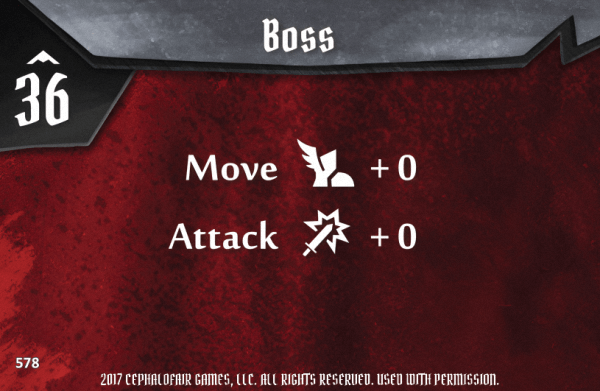 Boss
36
Move + 0
Attack + 0
578
2017 CEPHALOFAIR GAMES, LLC. ALL RIGHTS RESERVED. USED WITH PERMISSION.